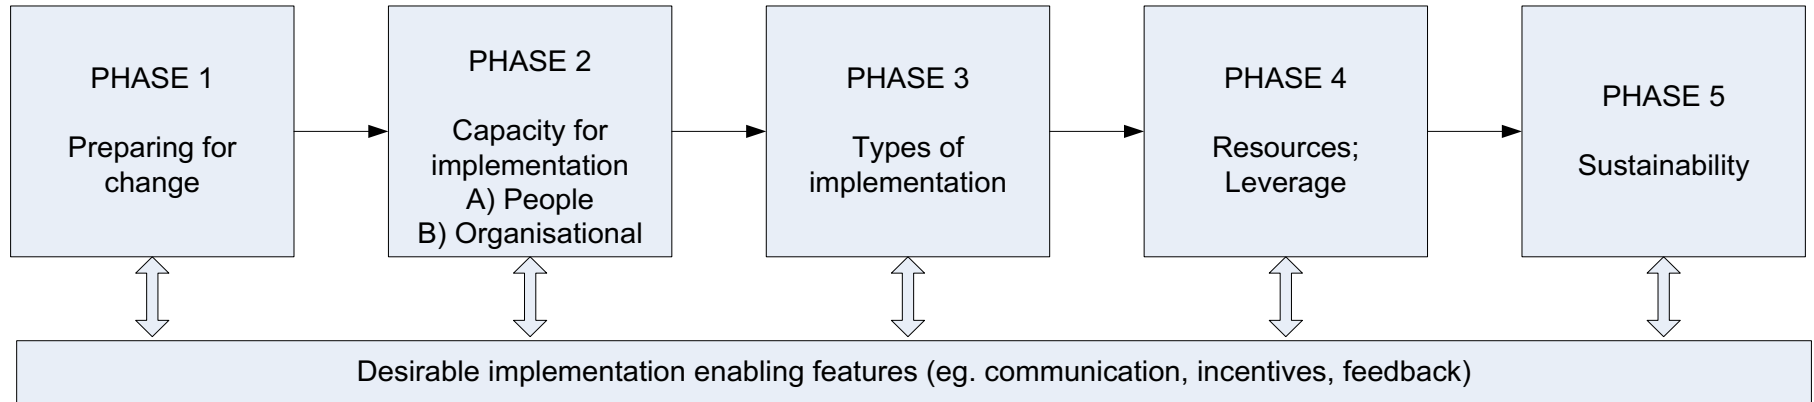 PHASE 1
Preparing for
change
PHASE 2
Capacity for
implementation
A) People
B) Organisational
PHASE 3
Types of
implementation
PHASE 4
Resources;
Leverage
PHASE 5
Sustainability
Desirable implementation enabling features (eg. communication, incentives, feedback)